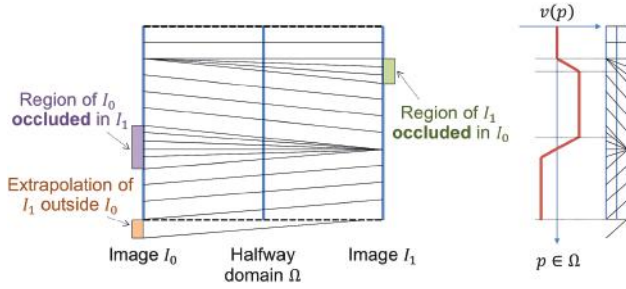 Region of I₀
occluded in I₁
Extrapolation of
I₁ outside I₀
Image I₀
Halfway
domain Ω
Image I₁
Region of I₁
occluded in I₀
v(p)
p ∈ Ω